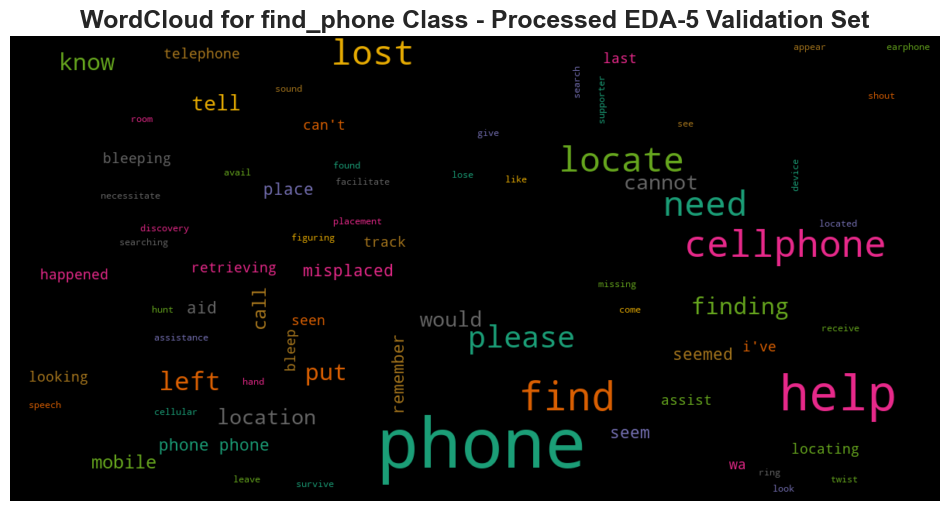 WordCloud for find_phone Class - Processed EDA-5 Validation Set
know
telephone
lost
last
appear
earphone
search
supporter
sound
tell
shout
room
can't
give
see
bleeping
found
locate
avail
facilitate
lose
like
cannot
device
place
necessitate
need
discovery
placement
located
searching
figuring
track
cellphone
happened
retrieving
misplaced
missing
hunt
aid
call
seen
would
come
finding
receive
assistance
bleep
please
remember
seemed
i've
looking
left
hand
put
find
assist
help
speech
cellular
location
phone
seem
phone phone
mobile
locating
wa
ring
leave
survive
look
twist